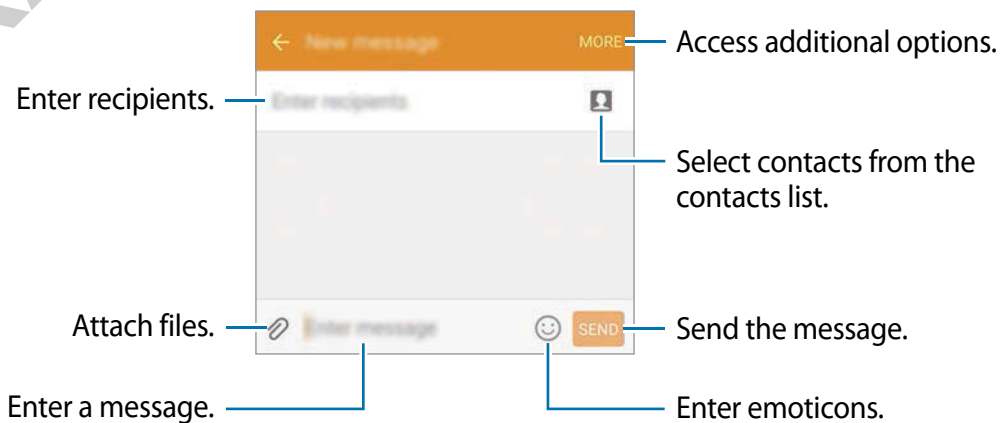 New message
MORE
Access additional options.
Enter recipients.
Enter recipients
Select contacts from the
contacts list.
Attach files.
Enter message
SEND
Send the message.
Enter a message.
Enter emoticons.